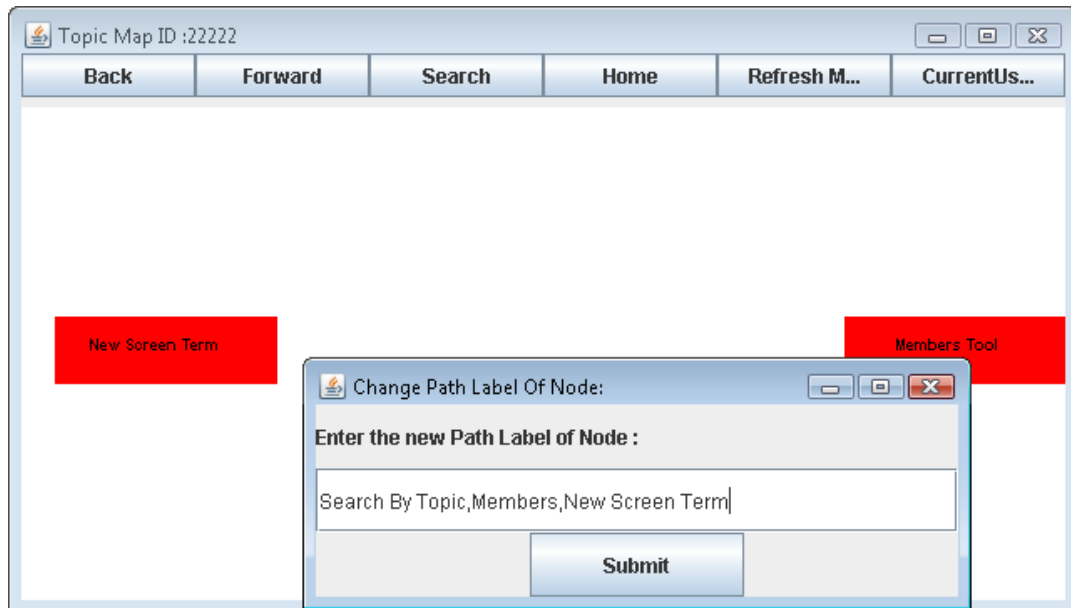 Topic Map ID :22222
Back Forward Search Home Refresh M... CurrentUs...
New Screen Term
Members Tool
Change Path Label Of Node:
Enter the new Path Label of Node :
Search By Topic,Members,New Screen Term
Submit